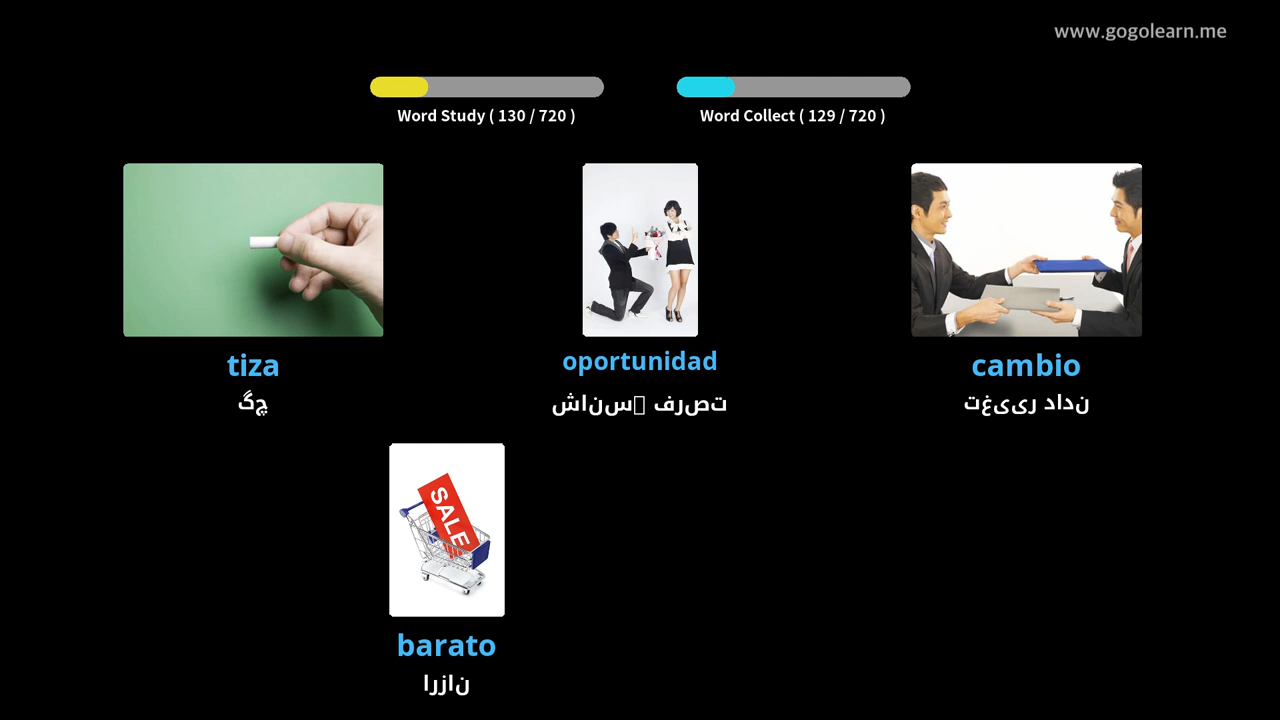 www.gogolearn.me
Word Study ( 130 / 720 )
Word Collect ( 129 / 720 )
tiza
چگ
oportunidad
تصرف □سناش
cambio
نداد رییغت
SALE
barato
نازرا